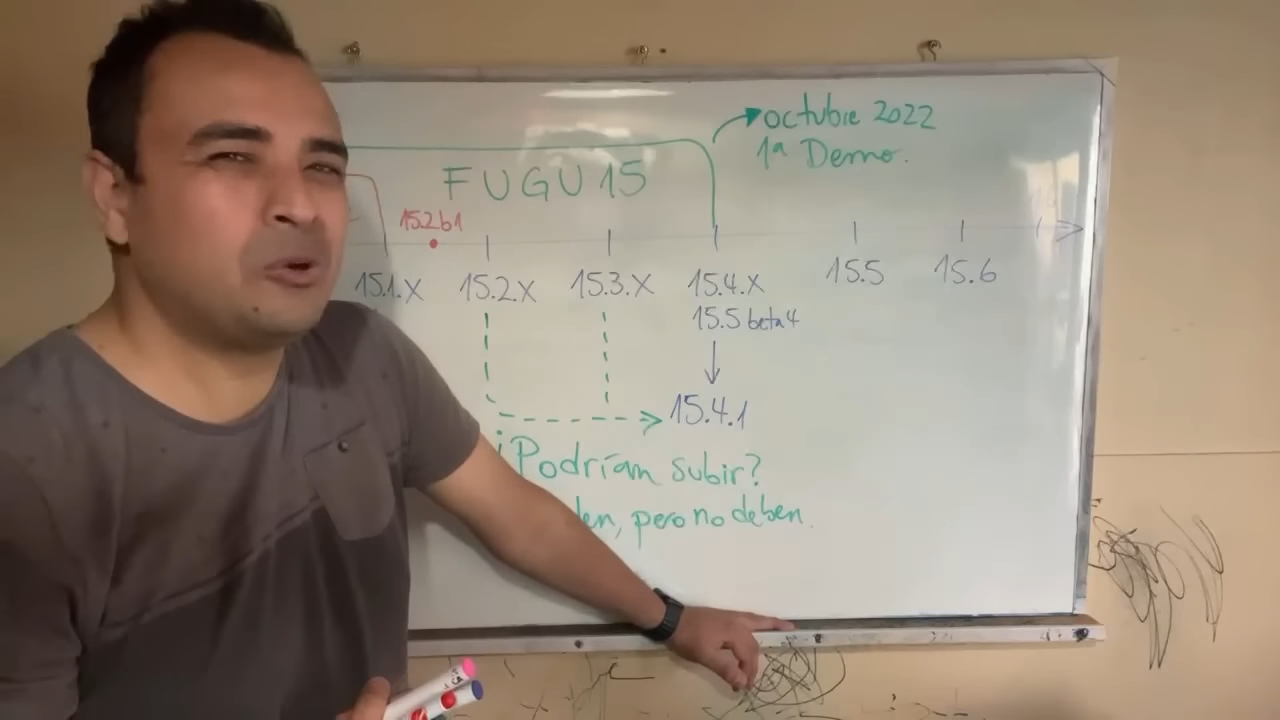 octubre 2022
1ª Demo.
FUGU 15
15.2b1
15.1.X 15.2.X 15.3.X 15.4.X 15.5 15.6
15.5 beta 4
15.4.1
¿Podrían subir?
den, pero no deben.